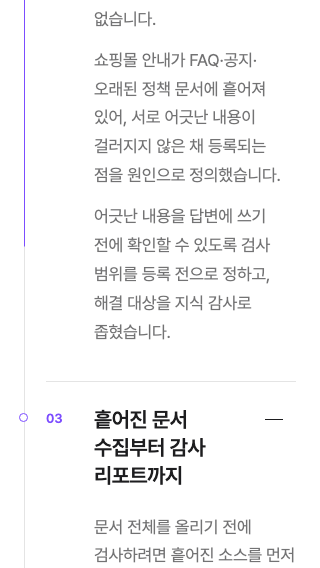 없습니다.
쇼핑몰 안내가 FAQ·공지·
오래된 정책 문서에 흩어져
있어, 서로 어긋난 내용이
걸러지지 않은 채 등록되는
점을 원인으로 정의했습니다.
어긋난 내용을 답변에 쓰기
전에 확인할 수 있도록 검사
범위를 등록 전으로 정하고,
해결 대상을 지식 감사로
좁혔습니다.
03
흩어진 문서
수집부터 감사
리포트까지
문서 전체를 올리기 전에
검사하려면 흩어진 소스를 먼저